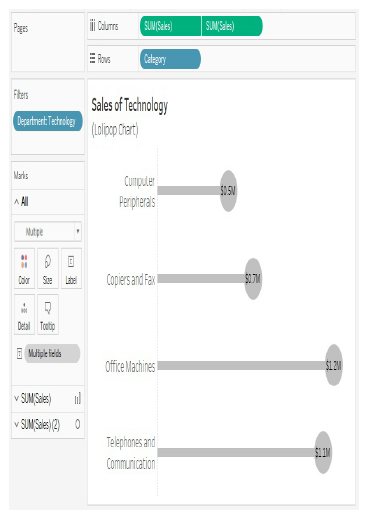 Pages
Columns
SUM(Sales) SUM(Sales)
Rows
Category
Filters
Department: Technology
Marks
All
Multiple
Color Size Label
Detail Tooltip
Multiple fields
SUM(Sales)
SUM(Sales) (2)
Sales of Technology
(Lolipop Chart)
Computer
Peripherals
$0.5M
Copiers and Fax
$0.7M
Office Machines
$1.2M
Telephones and
Communication
$1.1M